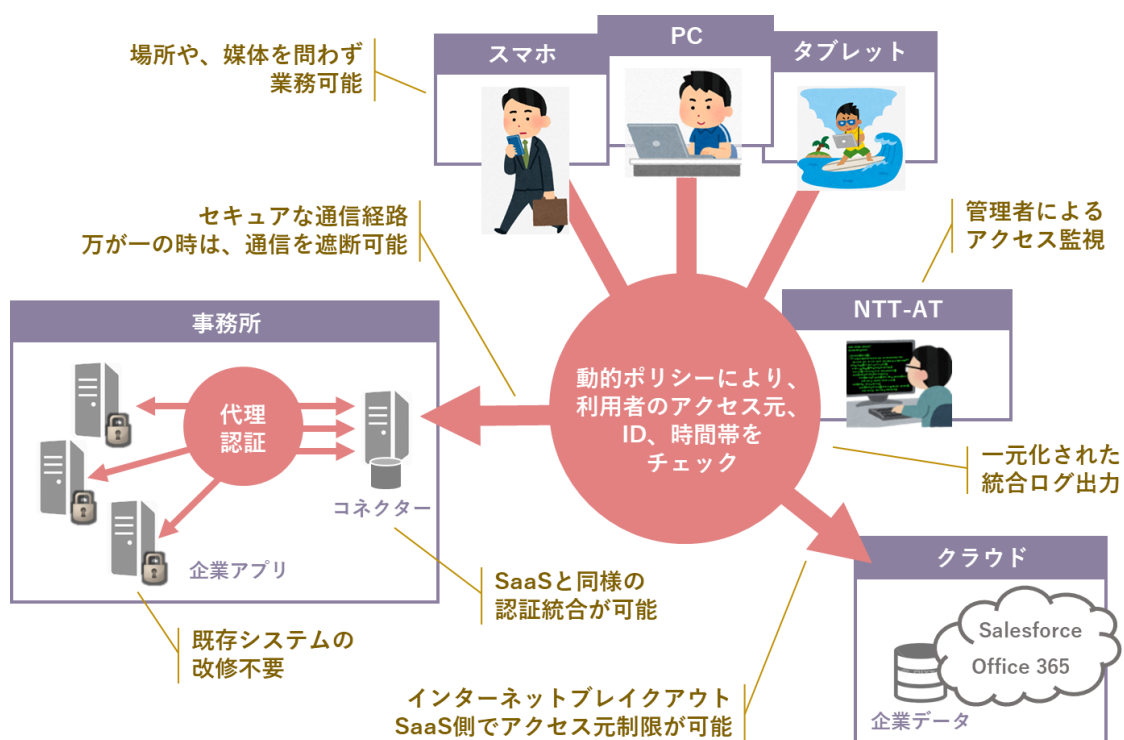 場所や、媒体を問わず
業務可能
スマホ
PC
タブレット
セキュアな通信経路
万が一の時は、通信を遮断可能
管理者による
アクセス監視
事務所
代理
認証
コネクター
企業アプリ
動的ポリシーにより、
利用者のアクセス元、
ID、時間帯を
チェック
NTT-AT
一元化された
統合ログ出力
SaaSと同様の
認証統合が可能
既存システムの
改修不要
インターネットブレイクアウト
SaaS側でアクセス元制限が可能
クラウド
Salesforce
Office 365
企業データ